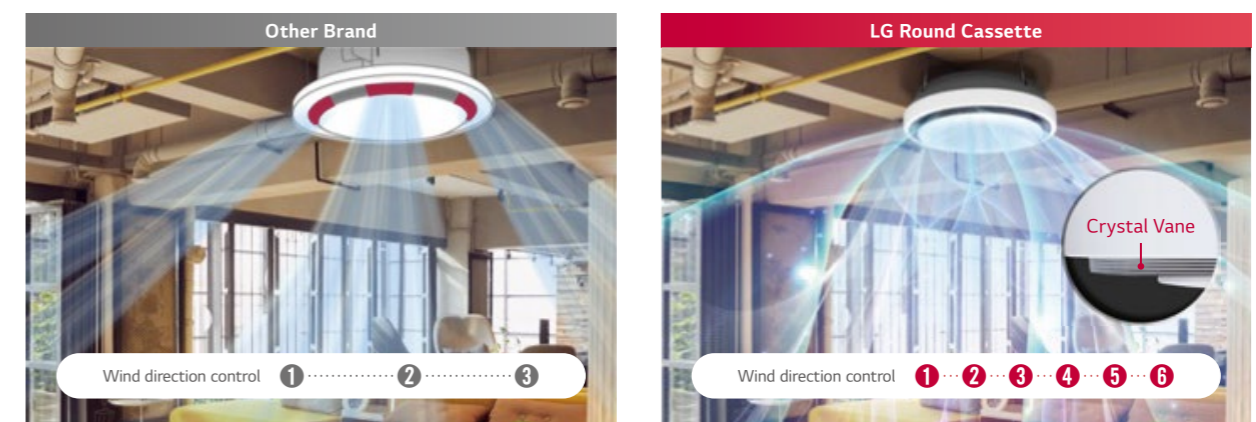 Other Brand
Wind direction control 1 2 3
LG Round Cassette
Crystal Vane
Wind direction control 1 2 3 4 5 6